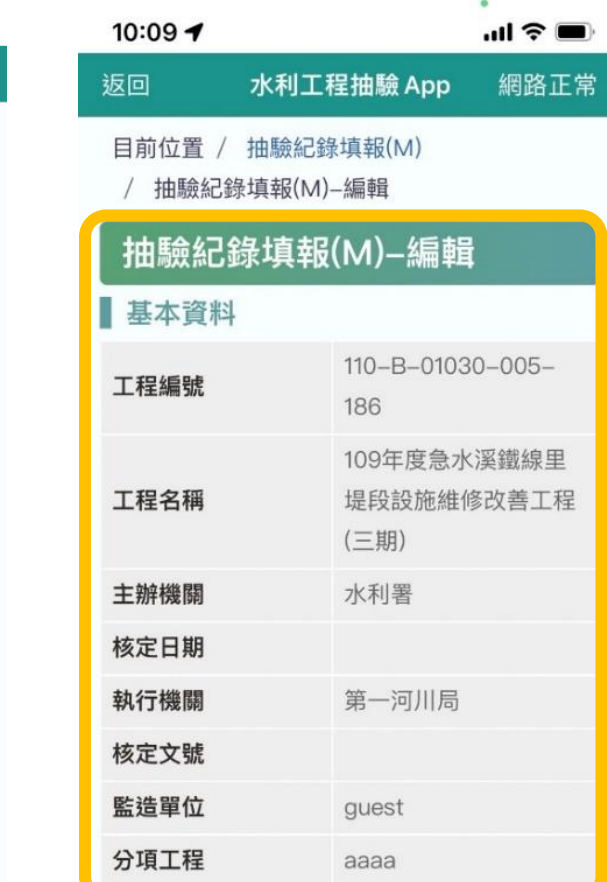 10:09
返回 水利工程抽驗 App 網路正常
目前位置 / 抽驗紀錄填報(M)
/ 抽驗紀錄填報(M)–編輯
抽驗紀錄填報(M)–編輯
基本資料
工程編號 110–B–01030–005–
186
工程名稱 109年度急水溪鐵線里
堤段設施維修改善工程
(三期)
主辦機關 水利署
核定日期
執行機關 第一河川局
核定文號
監造單位 guest
分項工程 aaaa